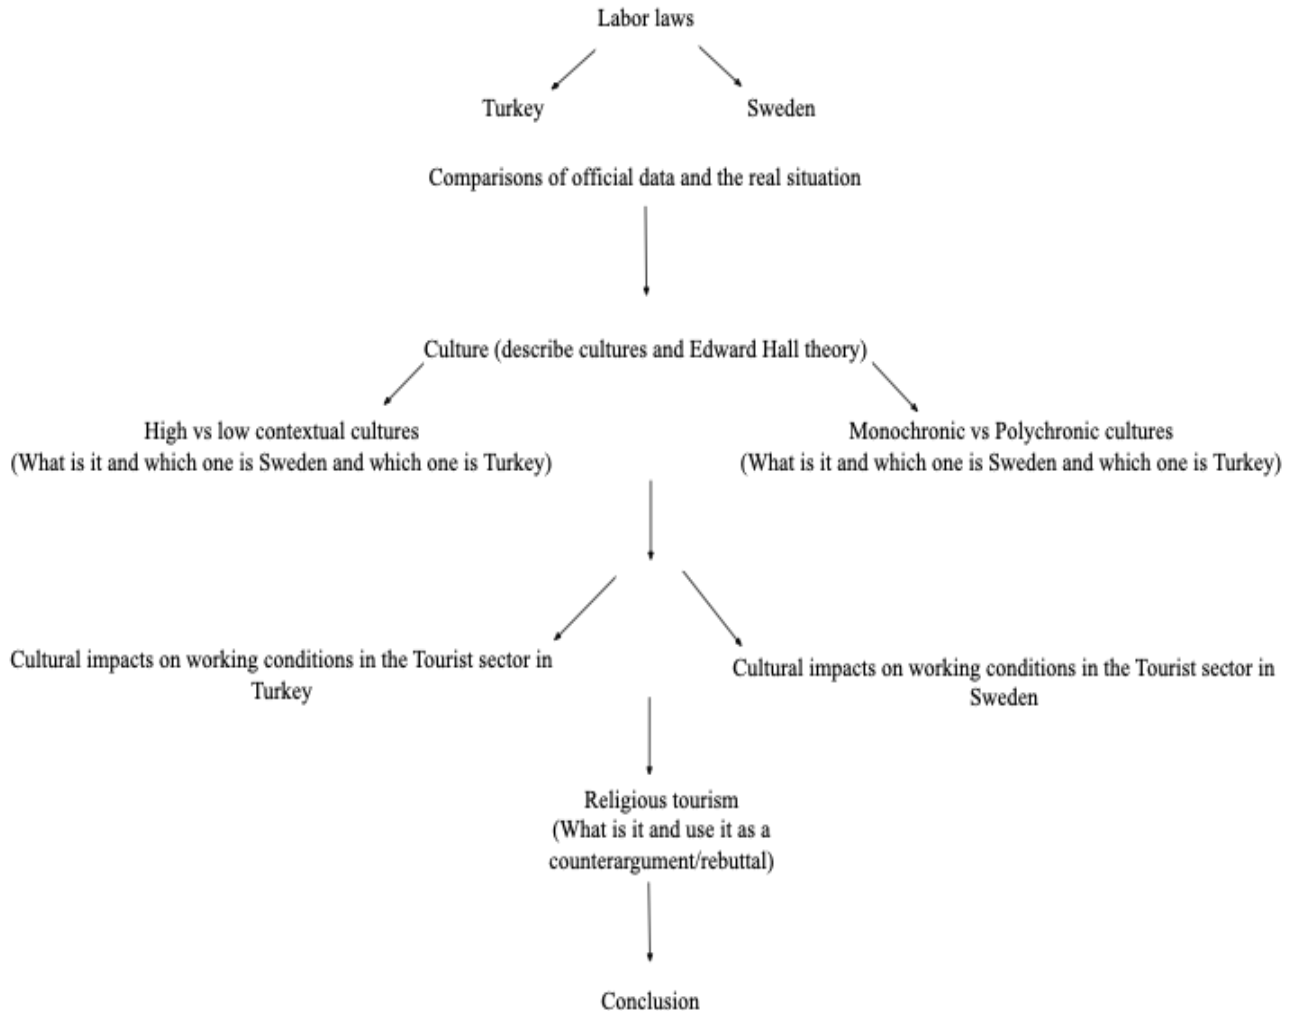 Labor laws
Turkey
Sweden
Comparisons of official data and the real situation
Culture (describe cultures and Edward Hall theory)
High vs low contextual cultures
(What is it and which one is Sweden and which one is Turkey)
Monochronic vs Polychronic cultures
(What is it and which one is Sweden and which one is Turkey)
Cultural impacts on working conditions in the Tourist sector in
Turkey
Cultural impacts on working conditions in the Tourist sector in
Sweden
Religious tourism
(What is it and use it as a
counterargument/rebuttal)
Conclusion